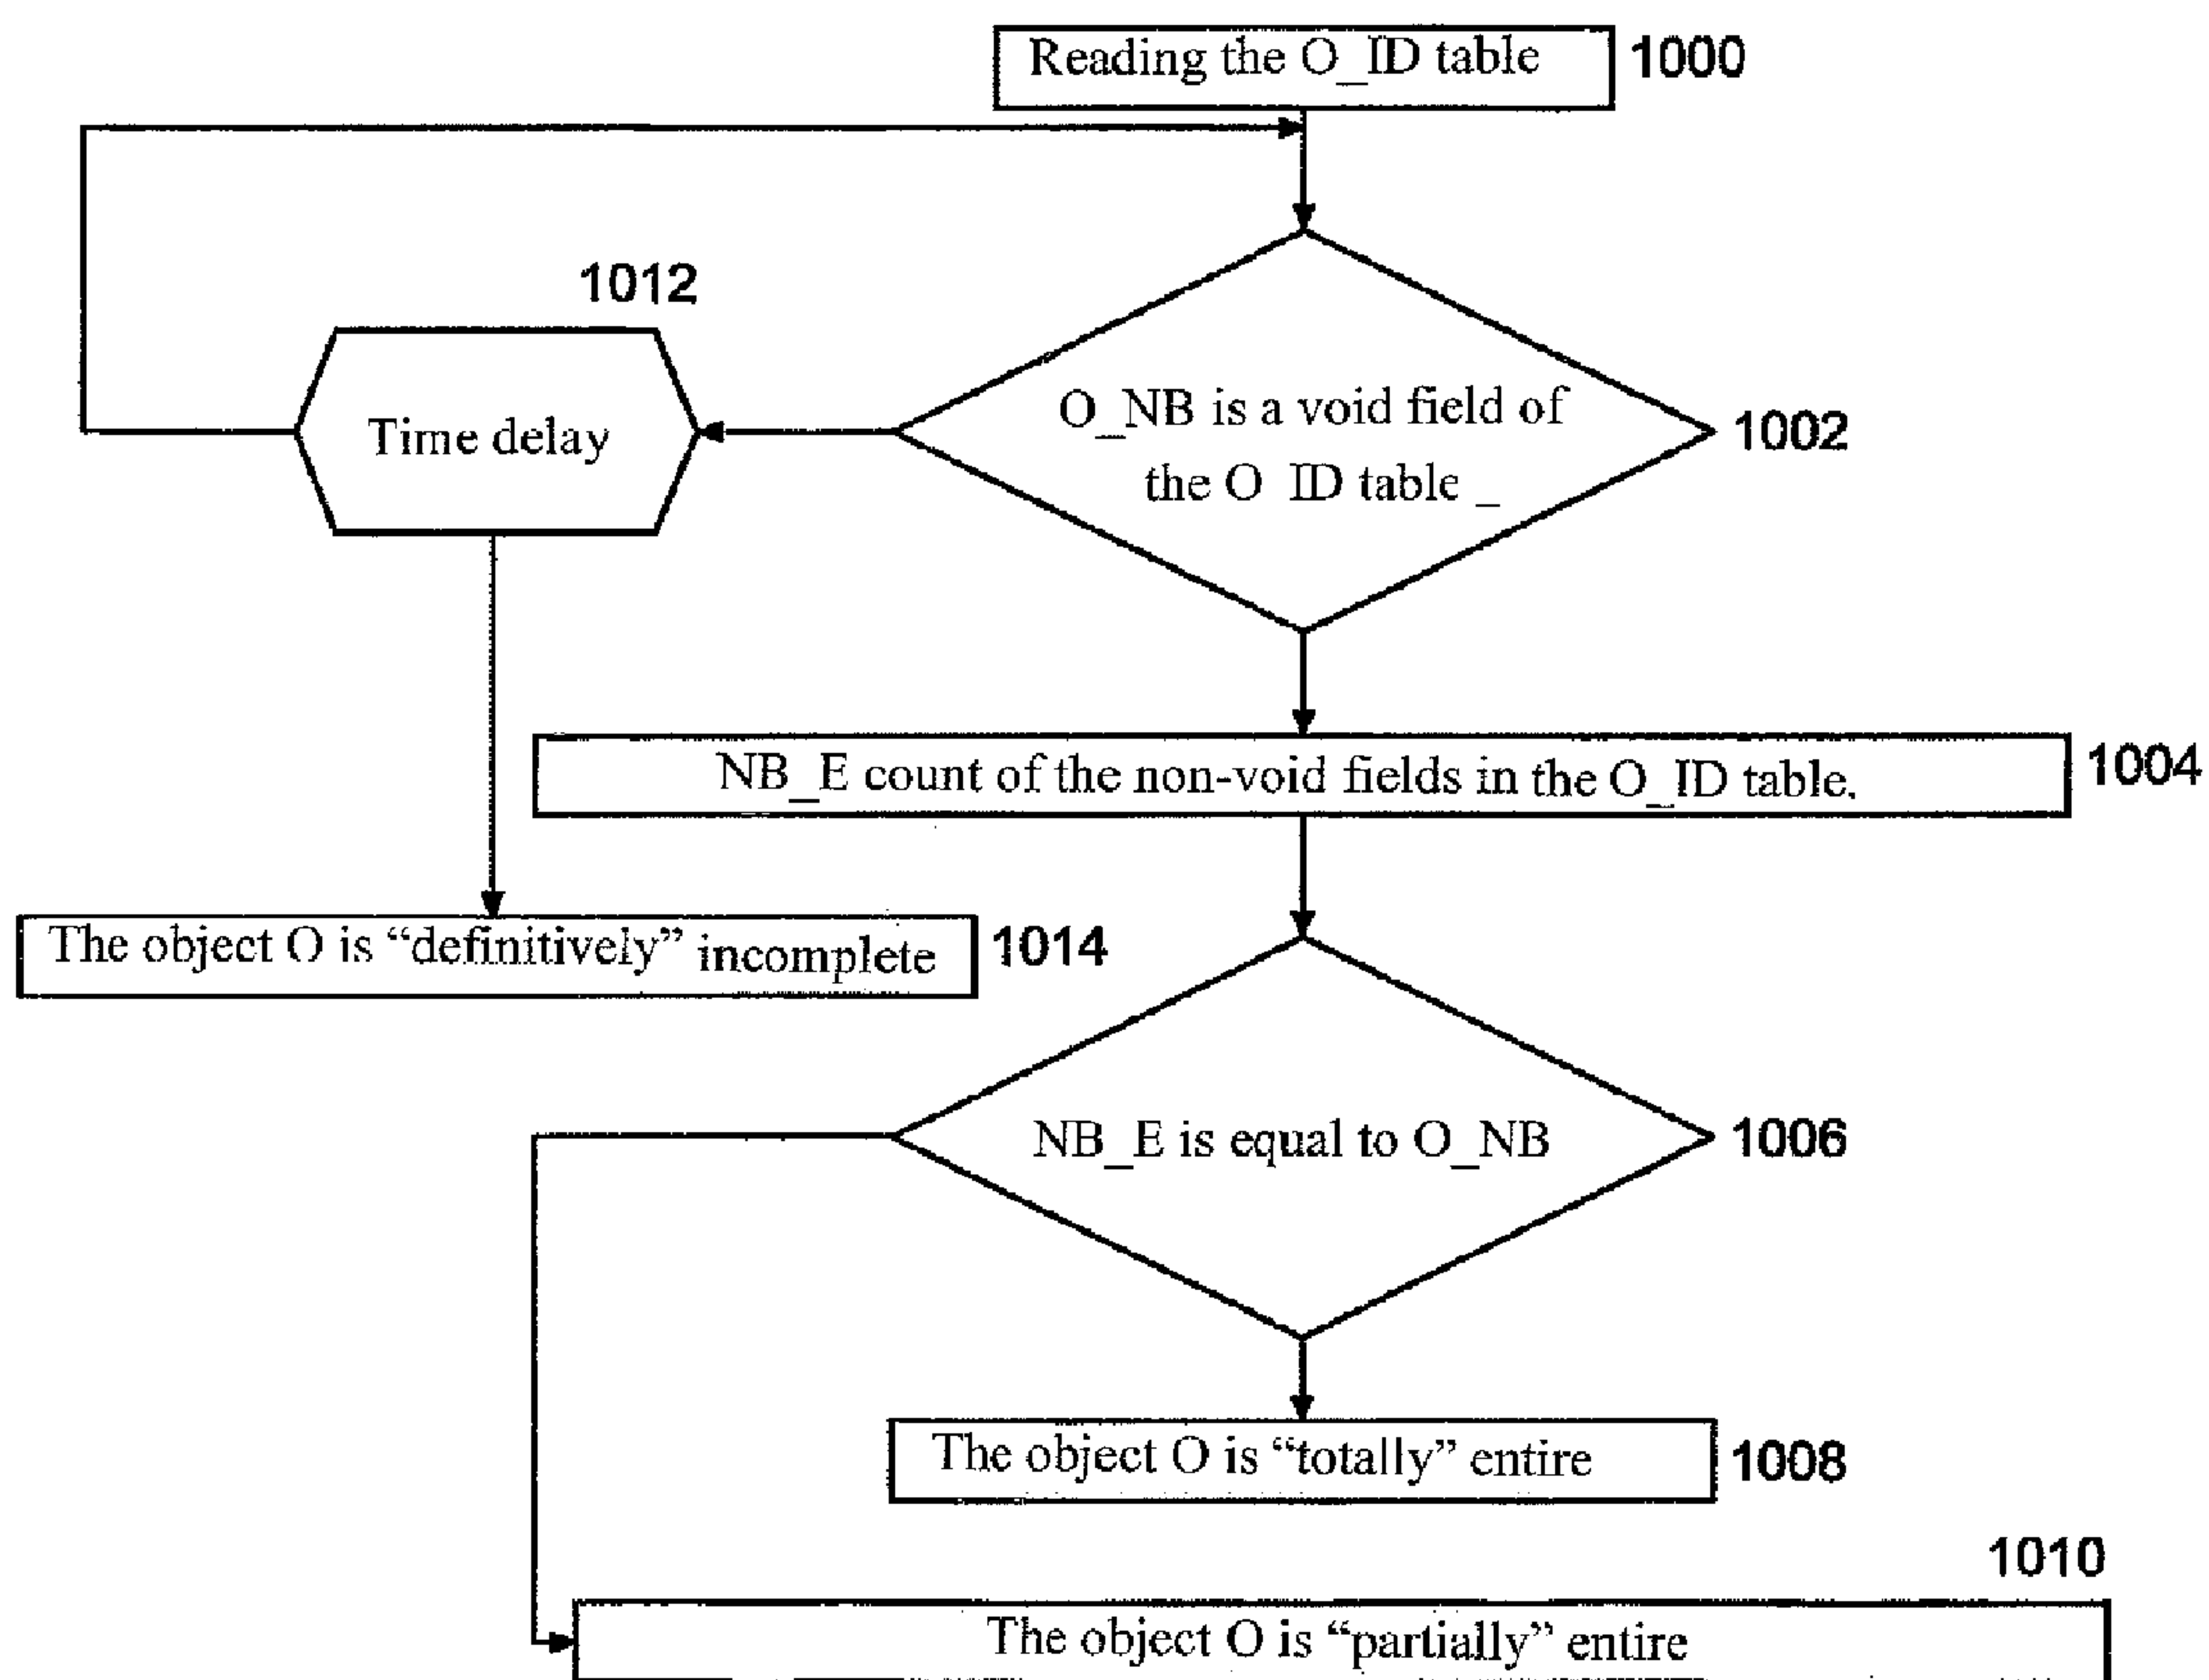 Reading the O_ID table 1000
1012
O_NB is a void field of
the O ID table _
1002
Time delay
NB_E count of the non-void fields in the O_ID table. 1004
The object O is “definitively” incomplete 1014
NB_E is equal to O_NB 1006
The object O is “totally” entire 1008
1010
The object O is “partially” entire